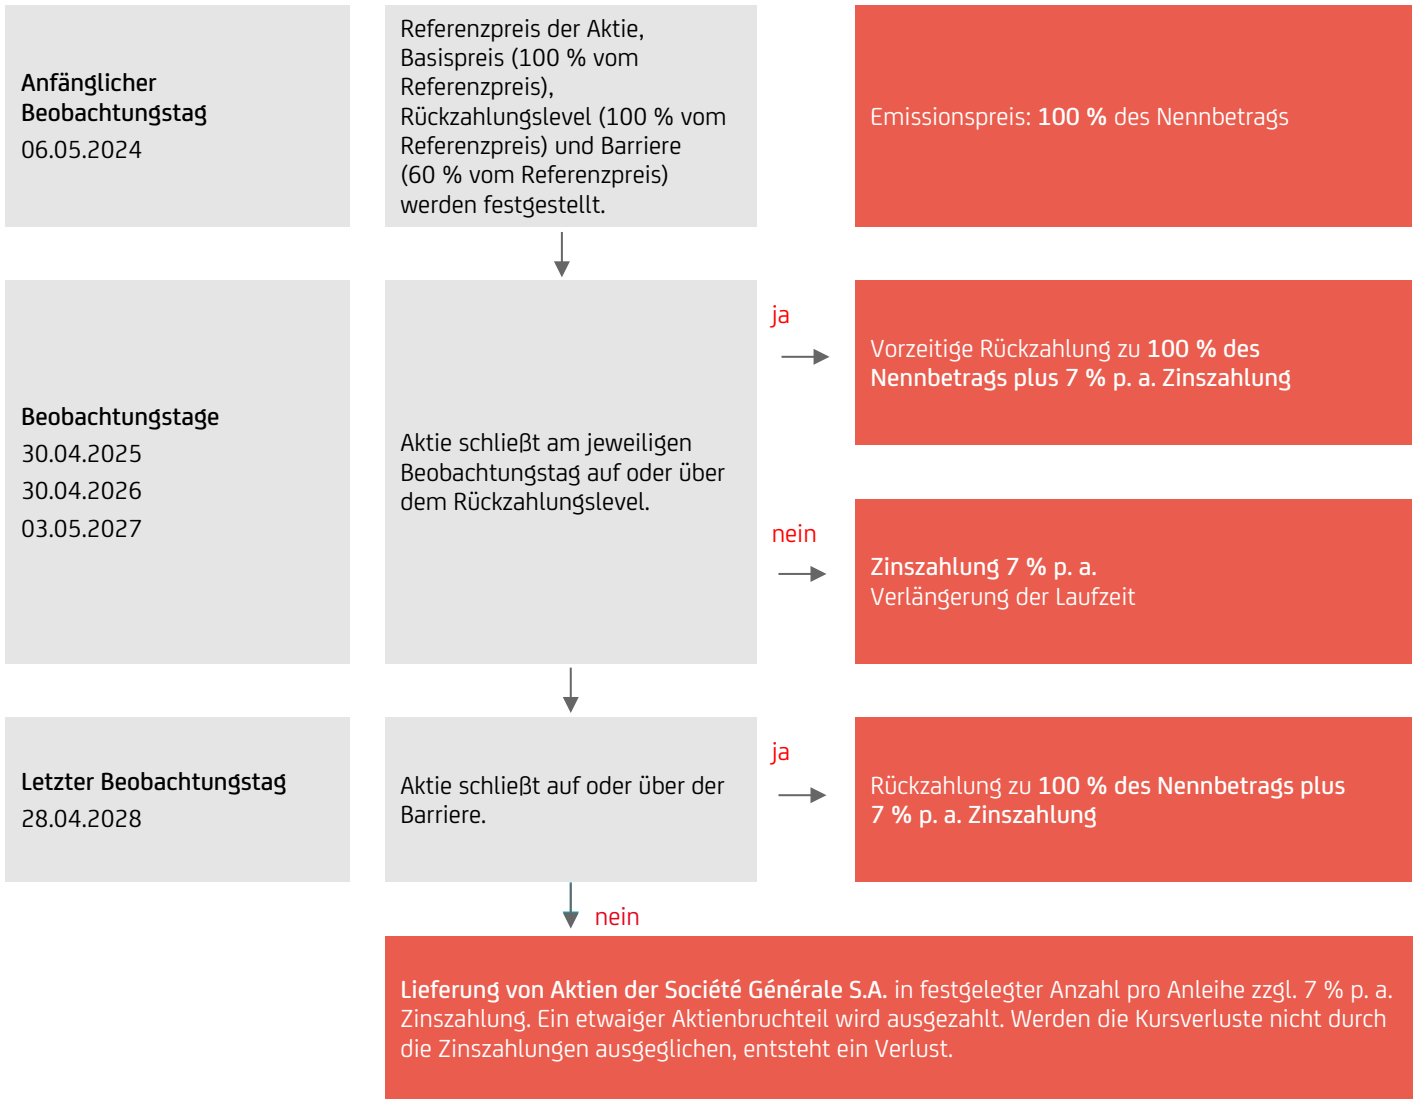 Anfänglicher
Beobachtungstag
06.05.2024
Referenzpreis der Aktie,
Basispreis (100 % vom
Referenzpreis),
Rückzahlungslevel (100 % vom
Referenzpreis) und Barriere
(60 % vom Referenzpreis)
werden festgestellt.
Emissionspreis: 100 % des Nennbetrags
Beobachtungstage
30.04.2025
30.04.2026
03.05.2027
Aktie schließt am jeweiligen
Beobachtungstag auf oder über
dem Rückzahlungslevel.
ja
Vorzeitige Rückzahlung zu 100 % des
Nennbetrags plus 7 % p. a. Zinszahlung
nein
Zinszahlung 7 % p. a.
Verlängerung der Laufzeit
Letzter Beobachtungstag
28.04.2028
Aktie schließt auf oder über der
Barriere.
ja
Rückzahlung zu 100 % des Nennbetrags plus
7 % p. a. Zinszahlung
nein
Lieferung von Aktien der Société Générale S.A. in festgelegter Anzahl pro Anleihe zzgl. 7 % p. a.
Zinszahlung. Ein etwaiger Aktienbruchteil wird ausgezahlt. Werden die Kursverluste nicht durch
die Zinszahlungen ausgeglichen, entsteht ein Verlust.